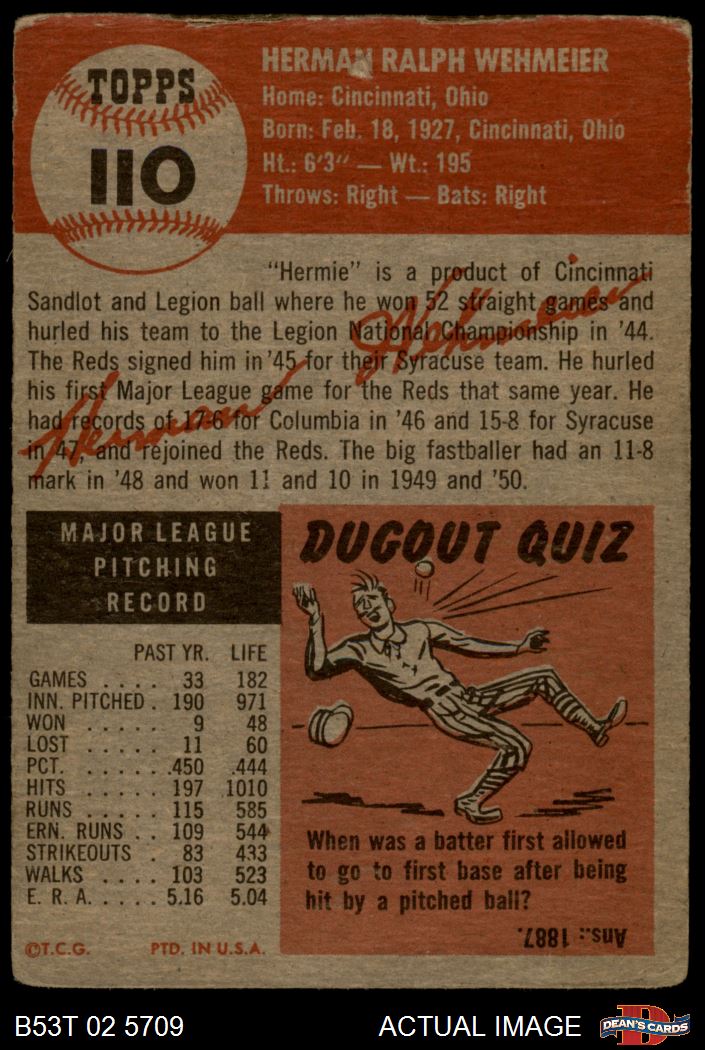 TOPPS
110
HERMAN RALPH WEHMEIER
Home: Cincinnati, Ohio
Born: Feb. 18, 1927, Cincinnati, Ohio
Ht.: 6'3" — Wt.: 195
Throws: Right — Bats: Right
"Hermie" is a product of Cincinnati
Sandlot and Legion ball where he won 52 straight games and
hurled his team to the Legion National Championship in '44.
The Reds signed him in '45 for their Syracuse team. He hurled
his first Major League game for the Reds that same year. He
had records of 17-6 for Columbia in '46 and 15-8 for Syracuse
in '47, and rejoined the Reds. The big fastballer had an 11-8
mark in '48 and won 11 and 10 in 1949 and '50.
Herman Wehmeier
MAJOR LEAGUE
PITCHING
RECORD
PAST YR. LIFE
GAMES . . . . 33 182
INN. PITCHED . 190 971
WON . . . . . 9 48
LOST . . . . . 11 60
PCT. . . . . . .450 .444
HITS . . . . . 197 1010
RUNS . . . . . 115 585
ERN. RUNS . . 109 544
STRIKEOUTS . 83 433
WALKS . . . . 103 523
E. R. A. . . . . 5.16 5.04
©T.C.G. PTD. IN U.S.A.
DUGOUT QUIZ
When was a batter first allowed
to go to first base after being
hit by a pitched ball?
Ans.: 1887.
B53T 02 5709
ACTUAL IMAGE
D
DEAN'S CARDS